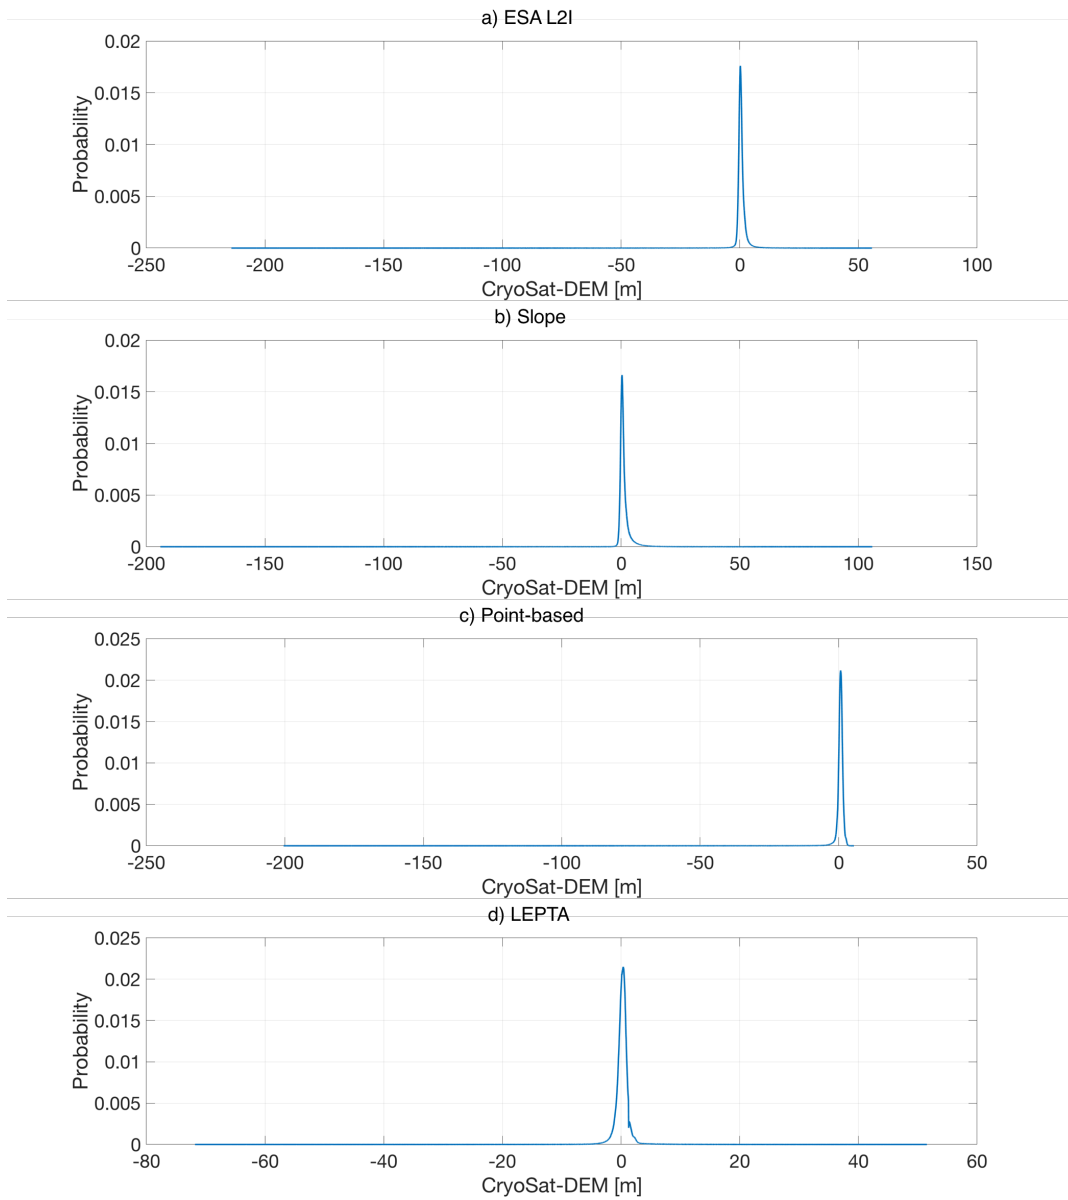 a) ESA L2I
0.02
0.015
0.01
0.005
0
Probability
-250 -200 -150 -100 -50 0 50 100
CryoSat-DEM [m]
b) Slope
0.02
0.015
0.01
0.005
0
Probability
-200 -150 -100 -50 0 50 100 150
CryoSat-DEM [m]
c) Point-based
0.025
0.02
0.015
0.01
0.005
0
Probability
-250 -200 -150 -100 -50 0 50
CryoSat-DEM [m]
d) LEPTA
0.025
0.02
0.015
0.01
0.005
0
Probability
-80 -60 -40 -20 0 20 40 60
CryoSat-DEM [m]